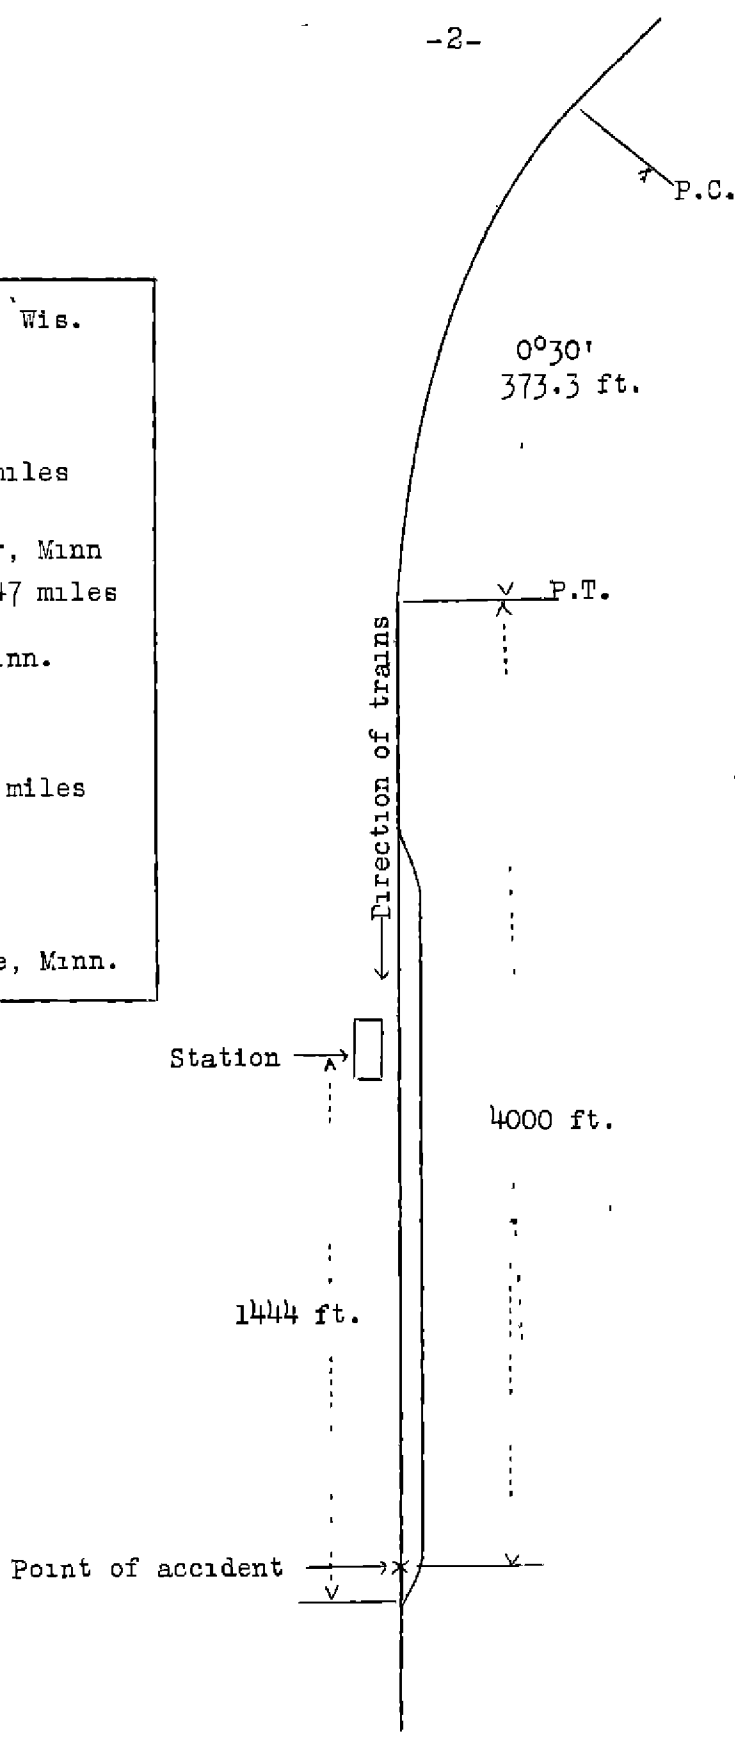 -2-
P.C.
Wis.
0°30'
373.3 ft.
miles
, Minn
47 miles
P.T.
Direction of trains
nn.
miles
, Minn.
Station
4000 ft.
1444 ft.
Point of accident